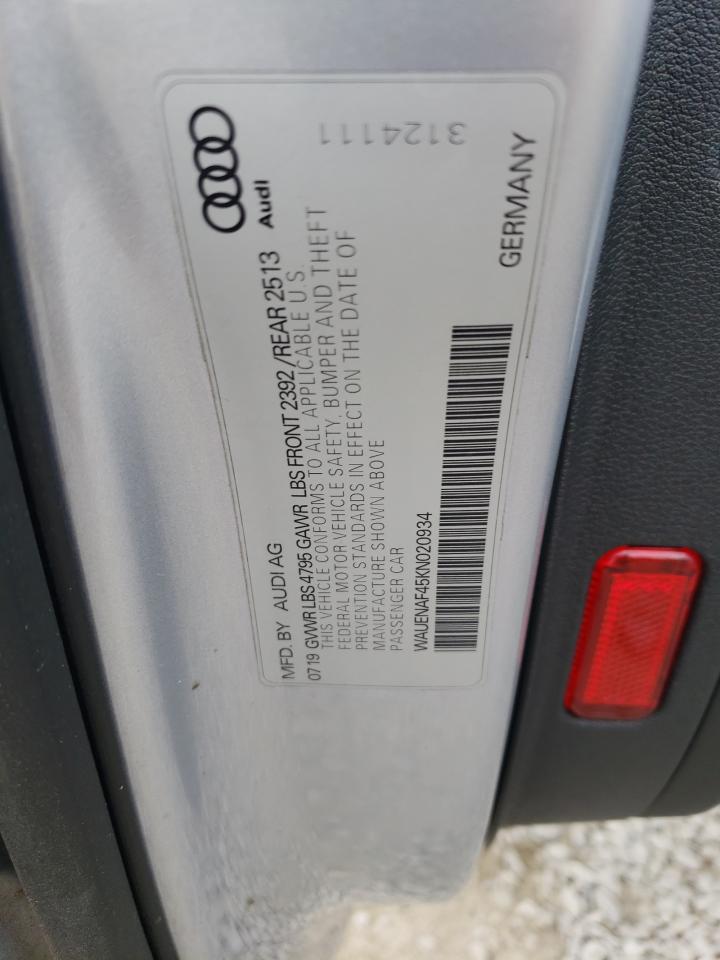 MFD. BY AUDI AG
0719 GVWR LBS 4795 GAWR LBS FRONT 2392 /REAR 2513
THIS VEHICLE CONFORMS TO ALL APPLICABLE U.S.
FEDERAL MOTOR VEHICLE SAFETY, BUMPER AND THEFT
PREVENTION STANDARDS IN EFFECT ON THE DATE OF
MANUFACTURE SHOWN ABOVE
PASSENGER CAR
WAUENAF45KN020934
Audi
3124111
GERMANY